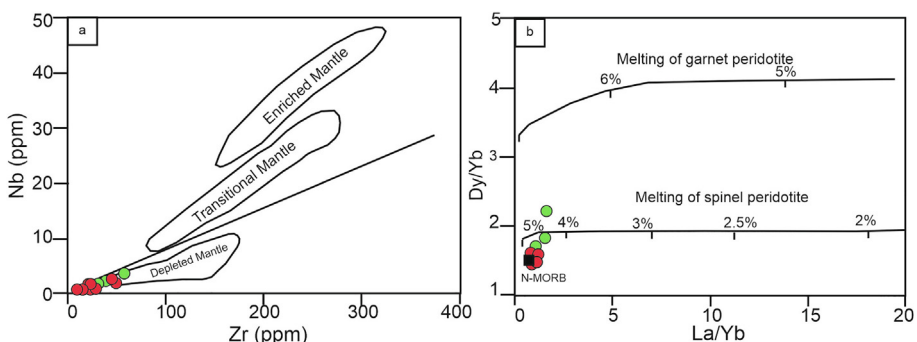 a
50
40
30
20
10
0
Nb (ppm)
Enriched Mantle
Transitional Mantle
Depleted Mantle
0 100 200 300 400
Zr (ppm)
b
5
4
3
2
1
Dy/Yb
Melting of garnet peridotite
6% 5%
Melting of spinel peridotite
5% 4% 3% 2.5% 2%
N-MORB
0 5 10 15 20
La/Yb